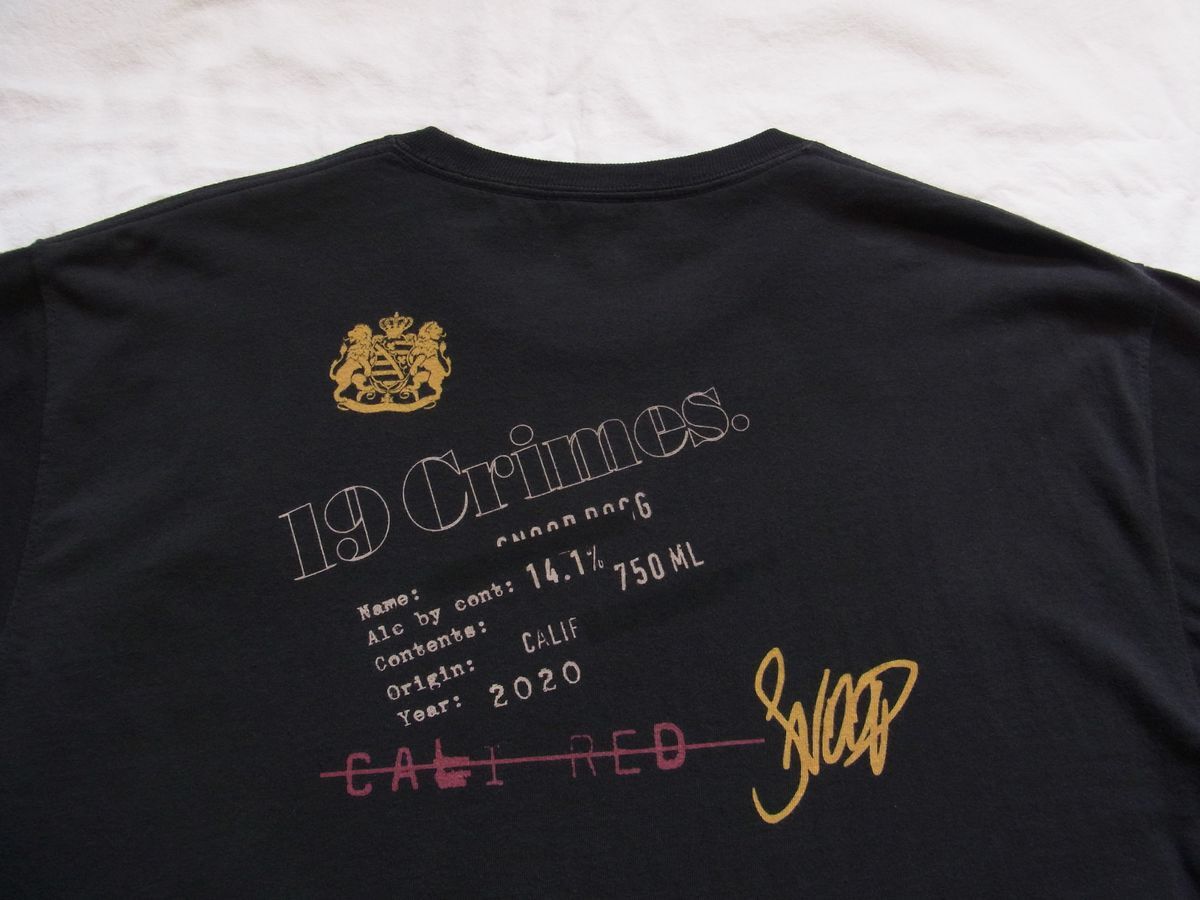 19 Crimes.
SNOOP DOGG
Name:
Alc by cont: 14.1%
Contents: 750 ML
Origin: CALIF
Year: 2020
CALI RED
SNOOP